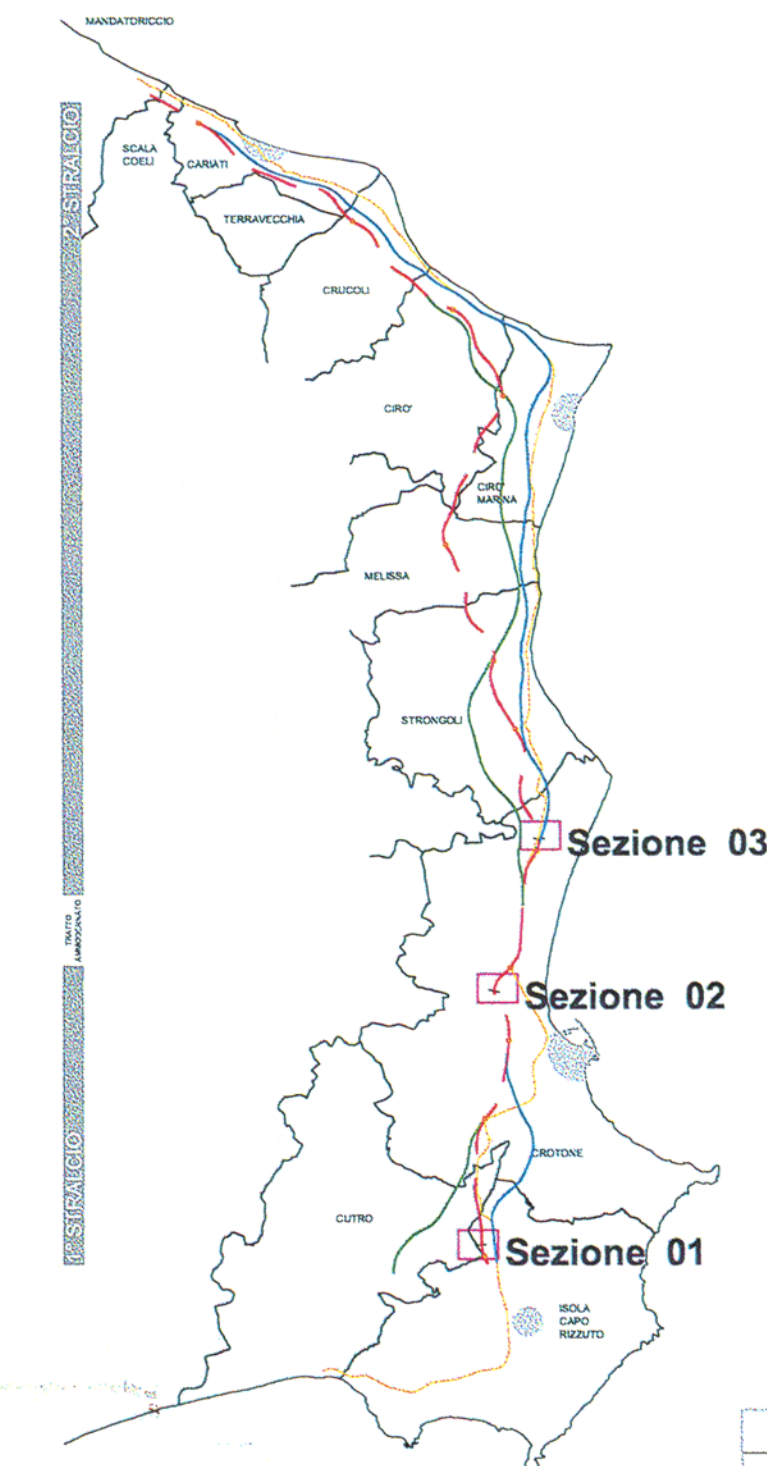 MANDATORICCIO
2° STRALCIO
SCALA
COELI
CARIATI
TERRAVECCHIA
CRUCOLI
CIRO'
CIRO'
MARINA
MELISSA
STRONGOLI
Sezione 03
TRATTO
AMMODERNATO
Sezione 02
1° STRALCIO
CROTONE
CUTRO
Sezione 01
ISOLA
CAPO
RIZZUTO